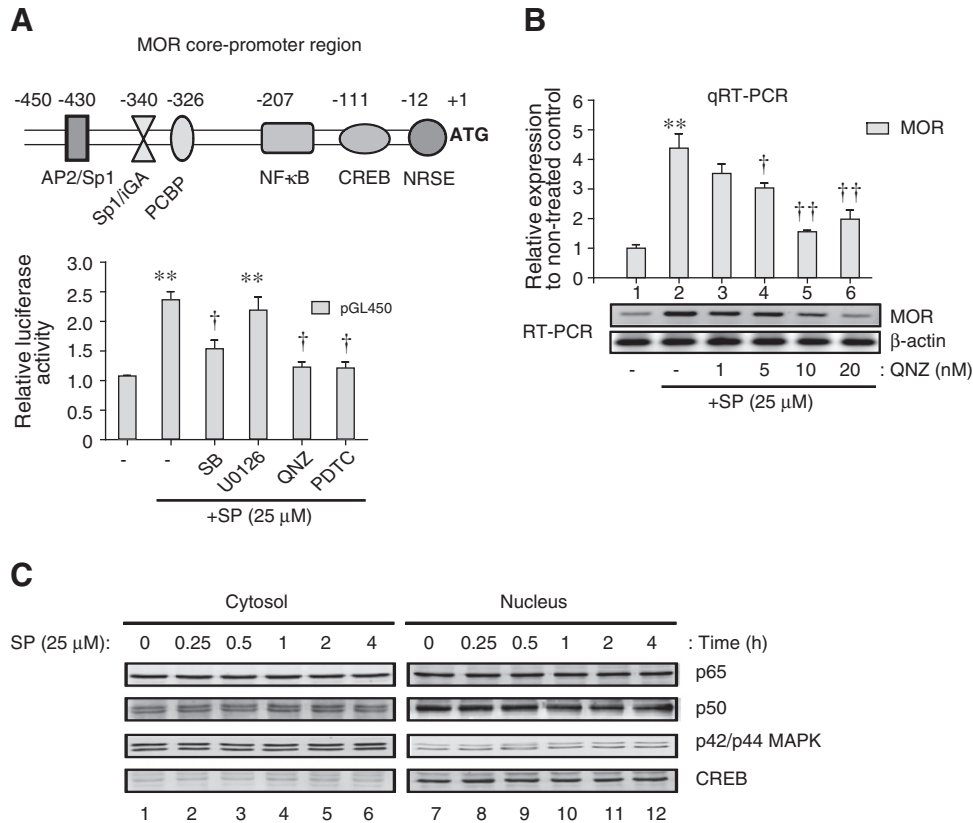 A
MOR core-promoter region
-450 -430 -340 -326 -207 -111 -12 +1
ATG
AP2/Sp1 Sp1/iGA PCBP NF-κB CREB NRSE
Relative luciferase activity
3.0
2.5
2.0
1.5
1.0
0.5
0
** † ** † †
pGL450
- - SB U0126 QNZ PDTC
+SP (25 μM)
B
qRT-PCR
Relative expression to non-treated control
6
5
4
3
2
1
0
** † †† ††
MOR
1 2 3 4 5 6
RT-PCR
MOR
β-actin
- - 1 5 10 20 : QNZ (nM)
+SP (25 μM)
C
Cytosol Nucleus
SP (25 μM): 0 0.25 0.5 1 2 4 0 0.25 0.5 1 2 4 : Time (h)
p65
p50
p42/p44 MAPK
CREB
1 2 3 4 5 6 7 8 9 10 11 12